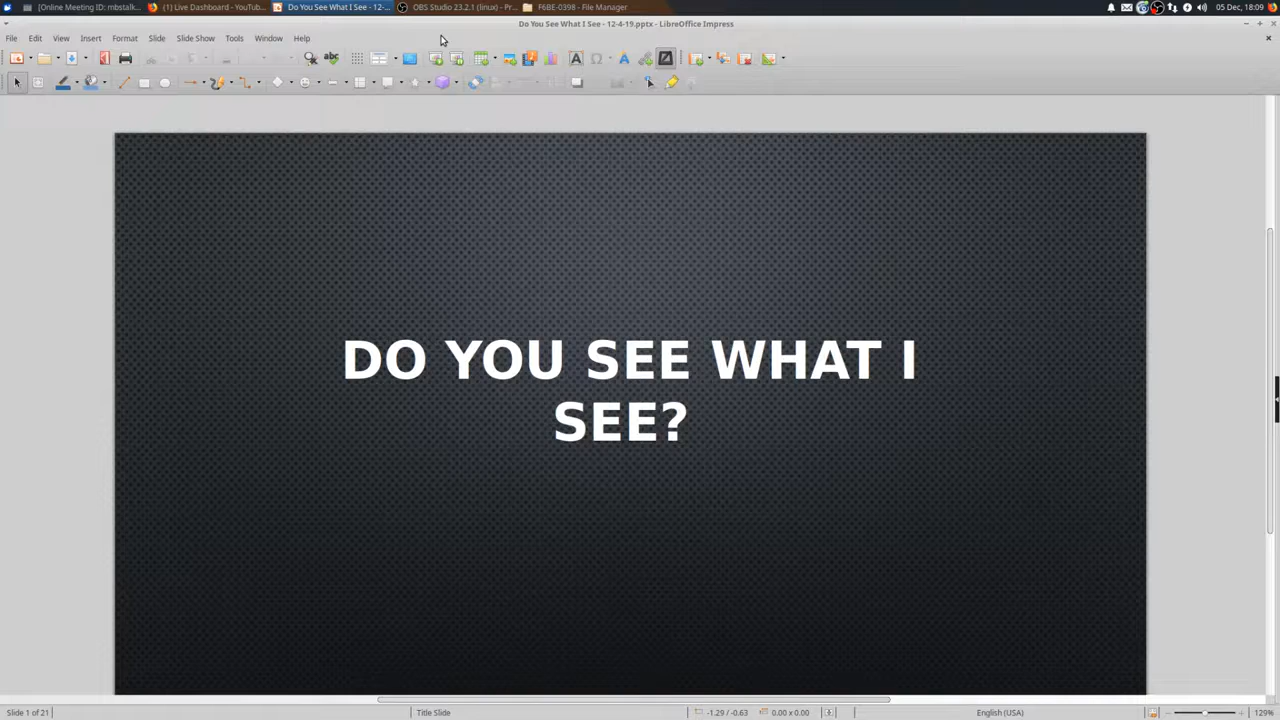 [Online Meeting ID: mbstalk...
(1) Live Dashboard - YouTub...
Do You See What I See - 12-...
OBS Studio 23.2.1 (linux) - Pr...
F6BE-0398 - File Manager
05 Dec, 18:09
Do You See What I See - 12-4-19.pptx - LibreOffice Impress
File Edit View Insert Format Slide Slide Show Tools Window Help
DO YOU SEE WHAT I
SEE?
Slide 1 of 21
Title Slide
-1.29 / -0.63
0.00 x 0.00
English (USA)
129%